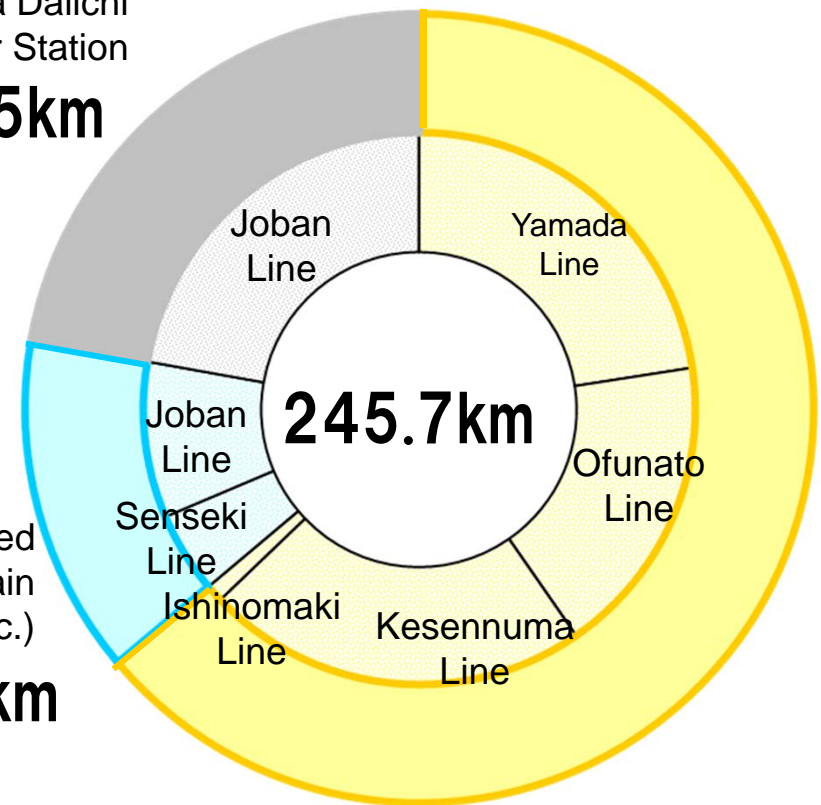 Daiichi
Station
5km
Joban
Line
Yamada
Line
Joban
Line
245.7km
Ofunato
Line
Senseki
Line
Ishinomaki
Line
Kesennuma
Line
ed
ain
c.)
km